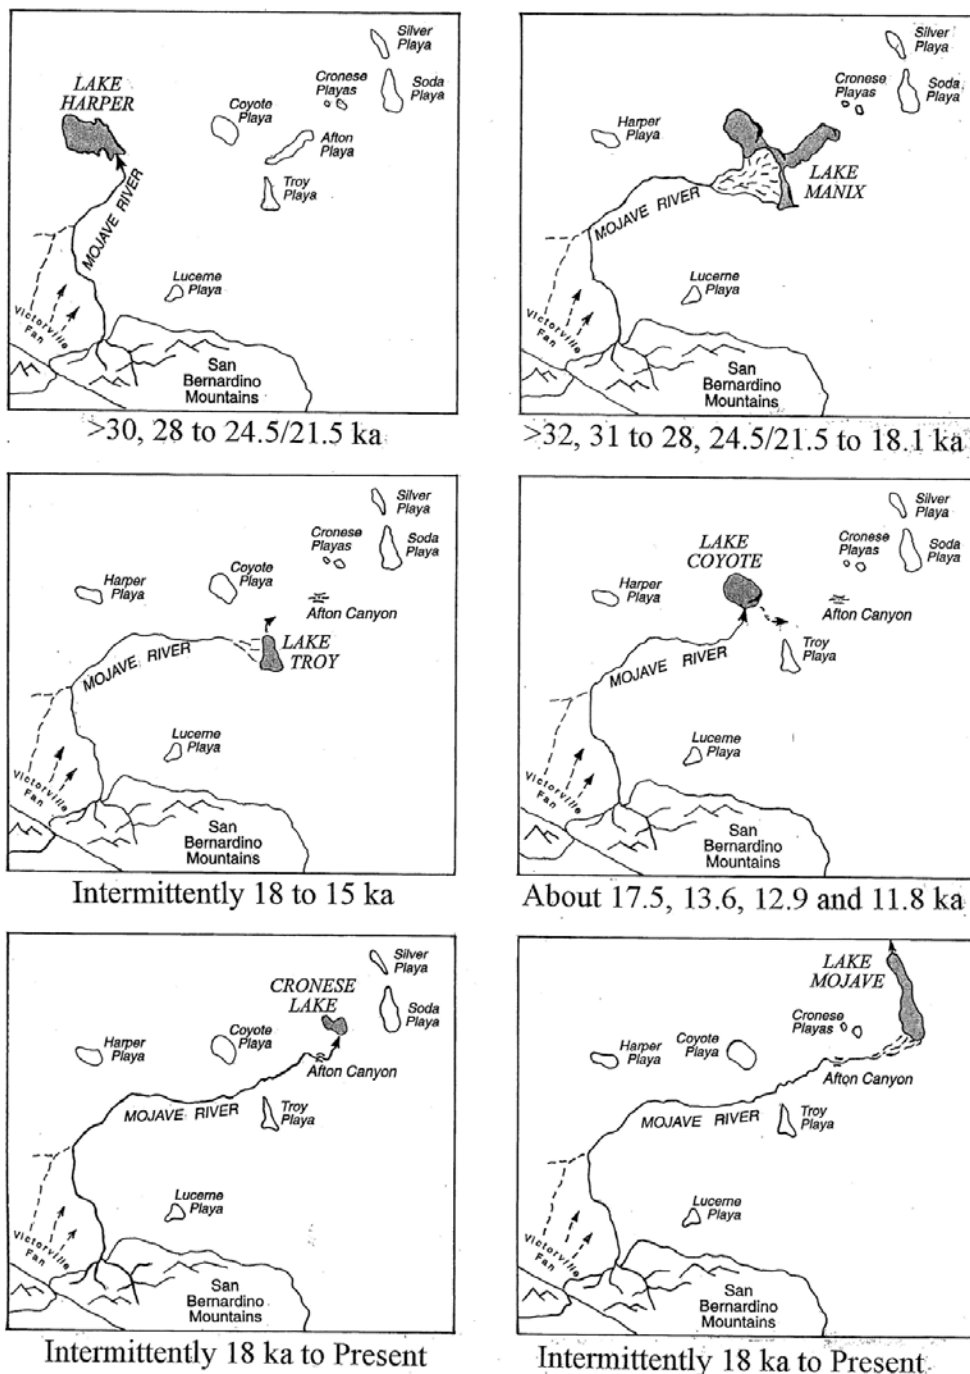 Silver
Playa
LAKE
HARPER
Cronese
Playas
Soda
Playa
Coyote
Playa
Afton
Playa
Troy
Playa
MOJAVE RIVER
Lucerne
Playa
Victorville
Fan
San
Bernardino
Mountains
>30, 28 to 24.5/21.5 ka
Silver
Playa
Cronese
Playas
Soda
Playa
Harper
Playa
LAKE
MANIX
MOJAVE RIVER
Lucerne
Playa
Victorville
Fan
San
Bernardino
Mountains
>32, 31 to 28, 24.5/21.5 to 18.1 ka
Silver
Playa
Cronese
Playas
Soda
Playa
Harper
Playa
Coyote
Playa
Afton Canyon
LAKE
TROY
MOJAVE RIVER
Lucerne
Playa
Victorville
Fan
San
Bernardino
Mountains
Intermittently 18 to 15 ka
Silver
Playa
LAKE
COYOTE
Cronese
Playas
Soda
Playa
Harper
Playa
Afton Canyon
Troy
Playa
MOJAVE RIVER
Lucerne
Playa
Victorville
Fan
San
Bernardino
Mountains
About 17.5, 13.6, 12.9 and 11.8 ka
Silver
Playa
CRONESE
LAKE
Soda
Playa
Harper
Playa
Coyote
Playa
Afton Canyon
MOJAVE RIVER
Troy
Playa
Lucerne
Playa
Victorville
Fan
San
Bernardino
Mountains
Intermittently 18 ka to Present
LAKE
MOJAVE
Cronese
Playas
Harper
Playa
Coyote
Playa
Afton Canyon
MOJAVE RIVER
Troy
Playa
Lucerne
Playa
Victorville
Fan
San
Bernardino
Mountains
Intermittently 18 ka to Present